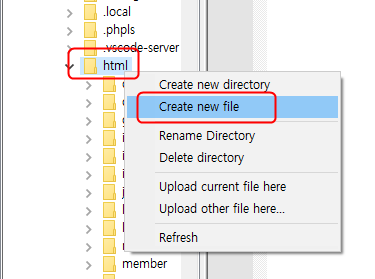 .local
.phpls
.vscode-server
html
Create new directory
Create new file
Rename Directory
Delete directory
Upload current file here
Upload other file here...
Refresh
member